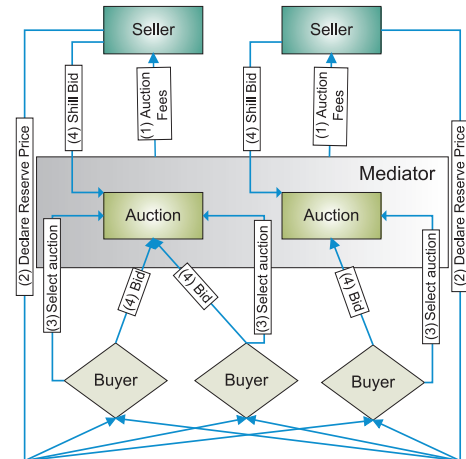 Seller
Seller
(4) Shill Bid
(1) Auction
Fees
(4) Shill Bid
(1) Auction
Fees
(2) Declare Reserve Price
(2) Declare Reserve Price
Mediator
Auction
Auction
(3)Select auction
(4) Bid
(4) Bid
(3)Select auction
(4) Bid
(3)Select auction
Buyer
Buyer
Buyer